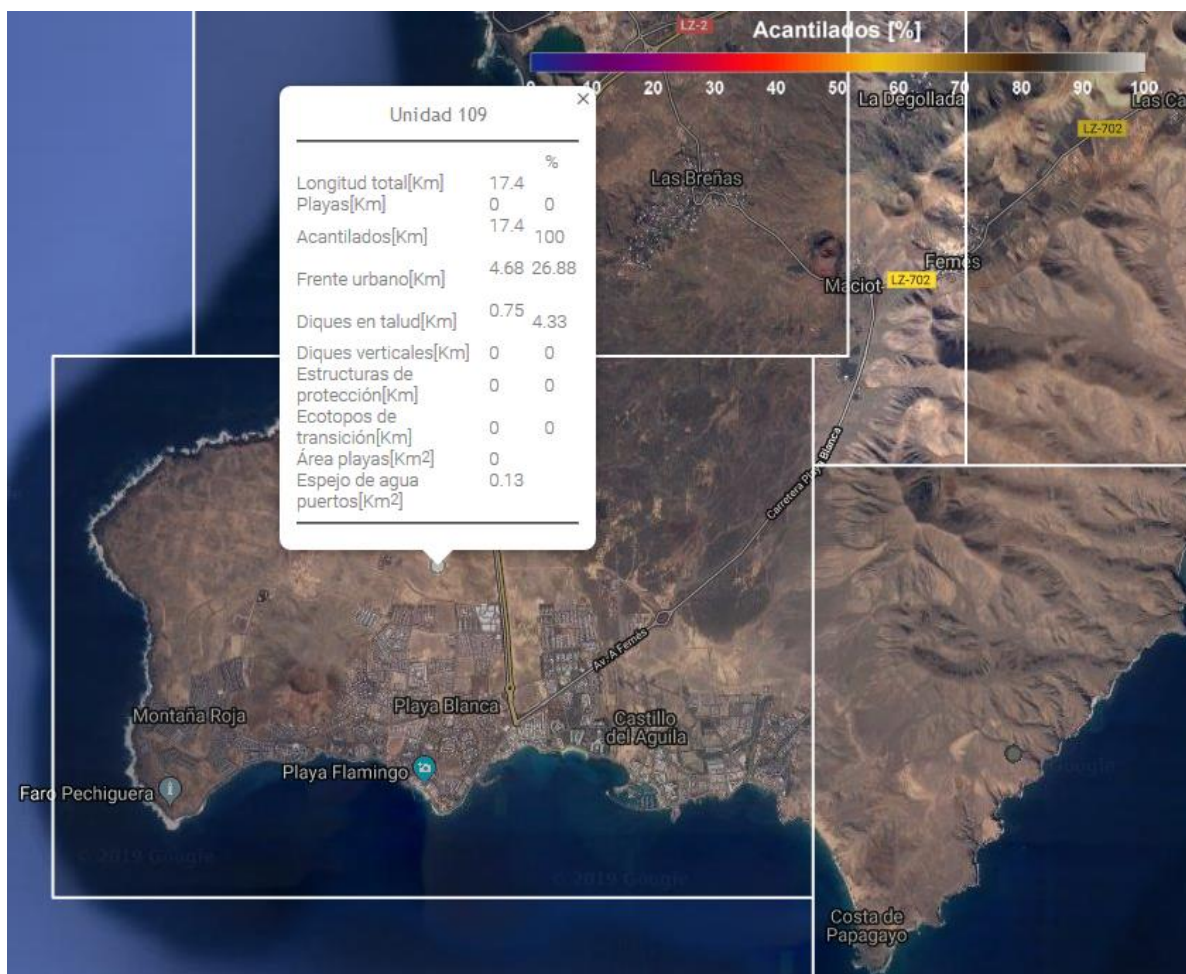 LZ-2
Acantilados [%]
0 10 20 30 40 50 60 70 80 90 100
La Degollada
Las Ca
LZ-702
×
Unidad 109
%
Longitud total[Km] 17.4
Playas[Km] 0 0
Acantilados[Km] 17.4 100
Frente urbano[Km] 4.68 26.88
Diques en talud[Km] 0.75 4.33
Diques verticales[Km] 0 0
Estructuras de
protección[Km] 0 0
Ecotopos de
transición[Km] 0 0
Área playas[Km²] 0
Espejo de agua 0.13
puertos[Km²]
Las Breñas
Femés
Maciot
LZ-702
Carretera Playa Blanca
Av. A Femés
Playa Blanca
Montaña Roja
Castillo
del Aguila
Playa Flamingo
Faro Pechiguera
Google
© 2019 Google
© 2019 Google
Costa de
Papagayo